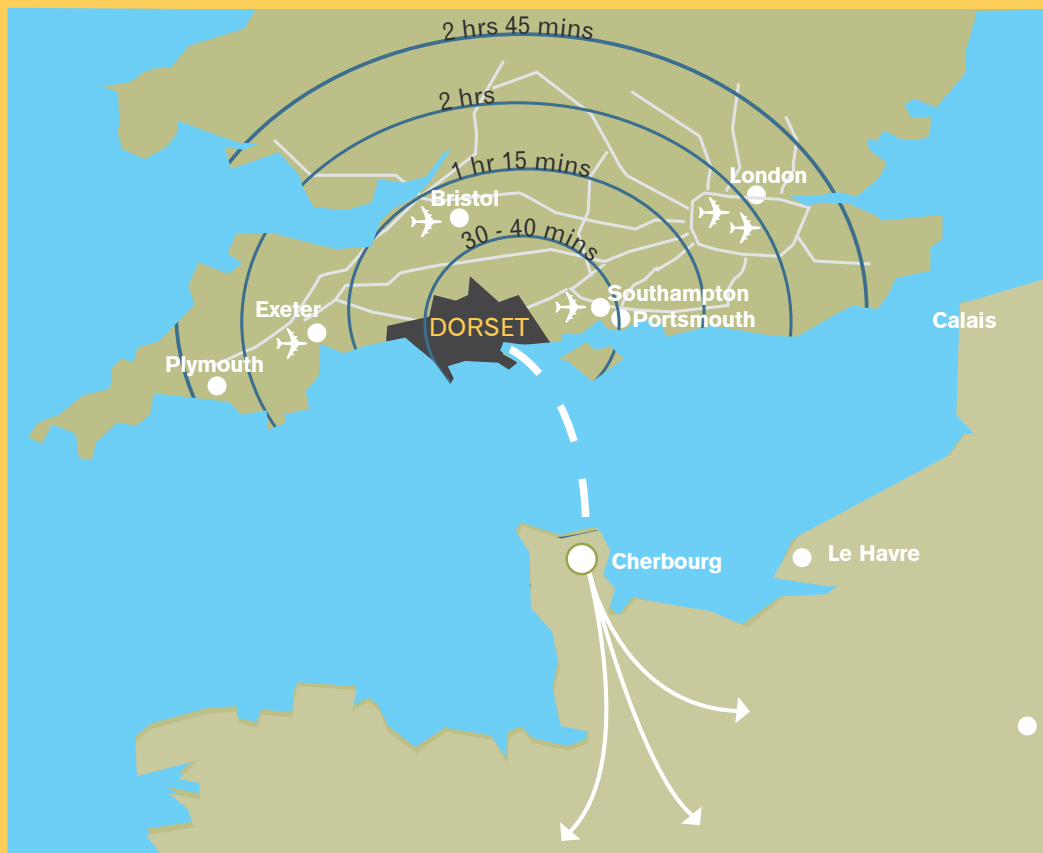 2 hrs 45 mins
2 hrs
1 hr 15 mins
London
Bristol
30 - 40 mins
Southampton
Exeter
Portsmouth
Calais
DORSET
Plymouth
Le Havre
Cherbourg